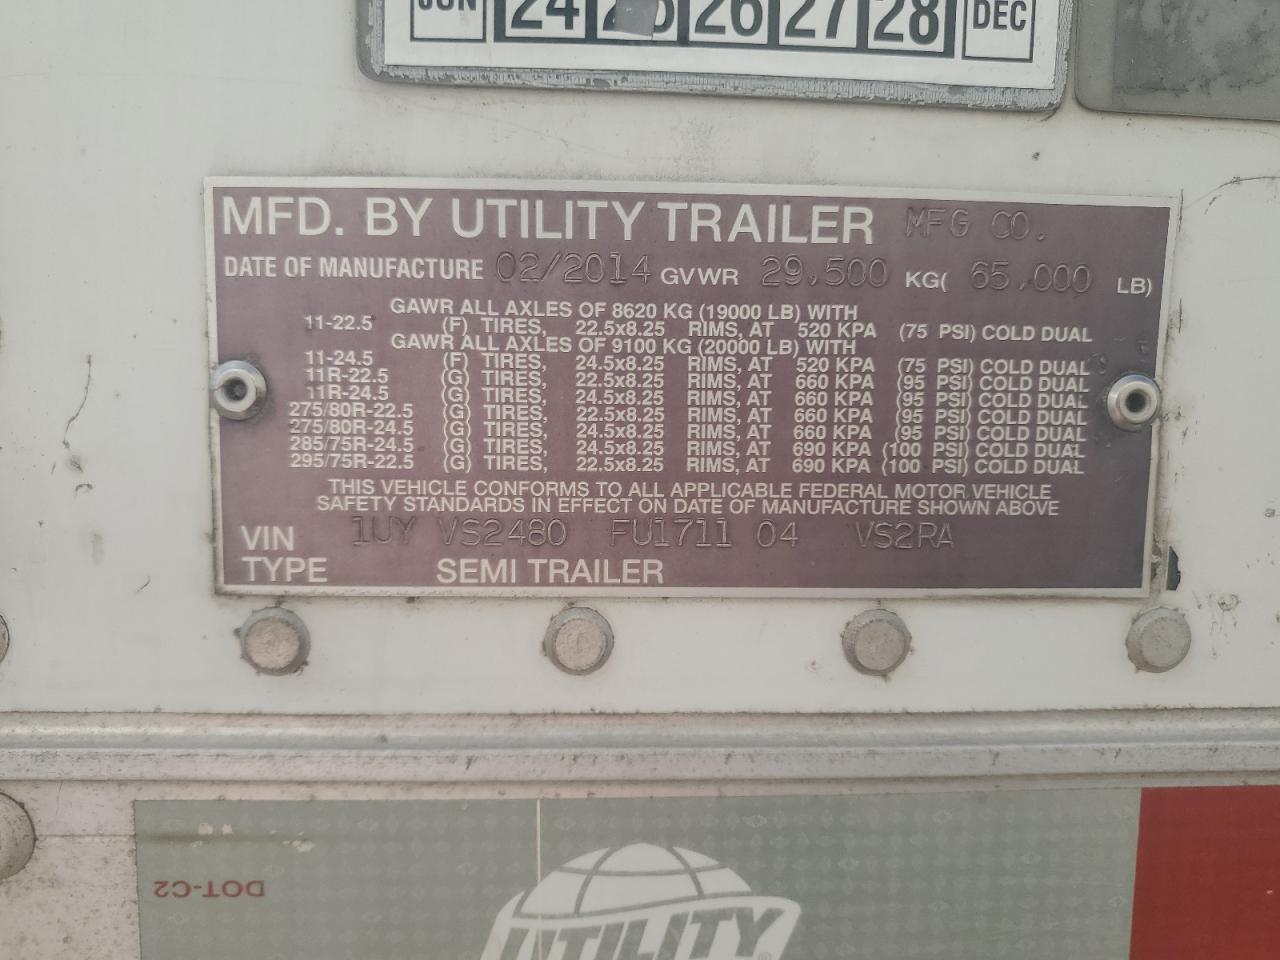 JUN 24 26 27 28 DEC
MFD. BY UTILITY TRAILER MFG CO.
DATE OF MANUFACTURE 02/2014 GVWR 29,500 KG( 65,000 LB)
GAWR ALL AXLES OF 8620 KG (19000 LB) WITH
11-22.5 (F) TIRES, 22.5x8.25 RIMS, AT 520 KPA (75 PSI) COLD DUAL
GAWR ALL AXLES OF 9100 KG (20000 LB) WITH
11-24.5 (F) TIRES, 24.5x8.25 RIMS, AT 520 KPA (75 PSI) COLD DUAL
11R-22.5 (G) TIRES, 22.5x8.25 RIMS, AT 660 KPA (95 PSI) COLD DUAL
11R-24.5 (G) TIRES, 24.5x8.25 RIMS, AT 660 KPA (95 PSI) COLD DUAL
275/80R-22.5 (G) TIRES, 22.5x8.25 RIMS, AT 660 KPA (95 PSI) COLD DUAL
275/80R-24.5 (G) TIRES, 24.5x8.25 RIMS, AT 660 KPA (95 PSI) COLD DUAL
285/75R-24.5 (G) TIRES, 24.5x8.25 RIMS, AT 690 KPA (100 PSI) COLD DUAL
295/75R-22.5 (G) TIRES, 22.5x8.25 RIMS, AT 690 KPA (100 PSI) COLD DUAL
THIS VEHICLE CONFORMS TO ALL APPLICABLE FEDERAL MOTOR VEHICLE
SAFETY STANDARDS IN EFFECT ON DATE OF MANUFACTURE SHOWN ABOVE
VIN 1UY VS2480 FU1711 04 VS2RA
TYPE SEMI TRAILER
DOT-C2
UTILITY®